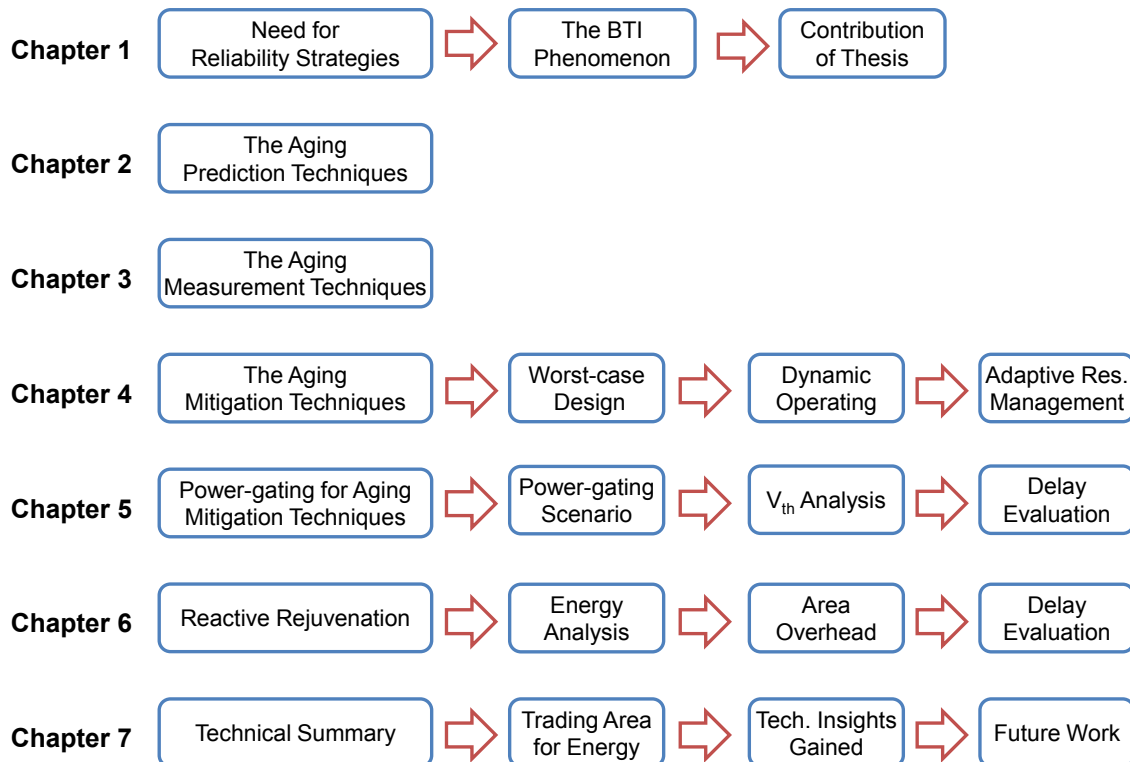 Chapter 1
Need for
Reliability Strategies
The BTI
Phenomenon
Contribution
of Thesis
Chapter 2
The Aging
Prediction Techniques
Chapter 3
The Aging
Measurement Techniques
Chapter 4
The Aging
Mitigation Techniques
Worst-case
Design
Dynamic
Operating
Adaptive Res.
Management
Chapter 5
Power-gating for Aging
Mitigation Techniques
Power-gating
Scenario
Vth Analysis
Delay
Evaluation
Chapter 6
Reactive Rejuvenation
Energy
Analysis
Area
Overhead
Delay
Evaluation
Chapter 7
Technical Summary
Trading Area
for Energy
Tech. Insights
Gained
Future Work